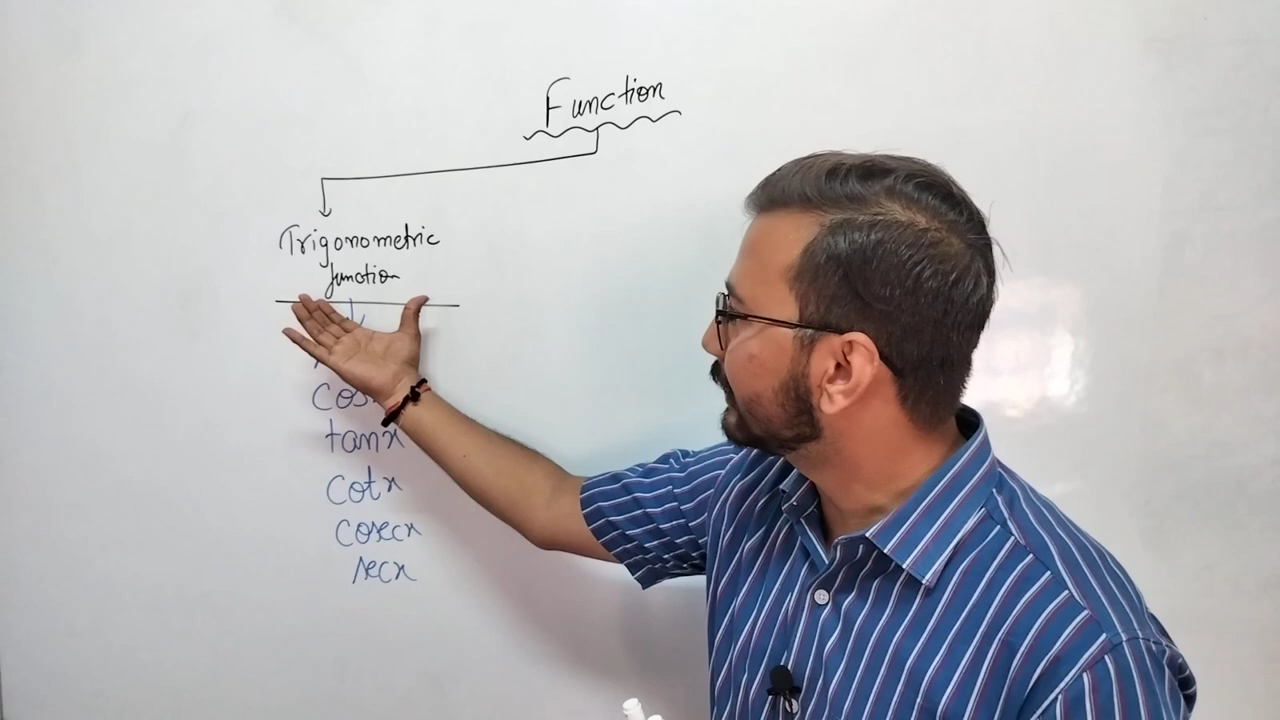 Function
Trigonometric
function
tanx
cotx
cosecx
secx